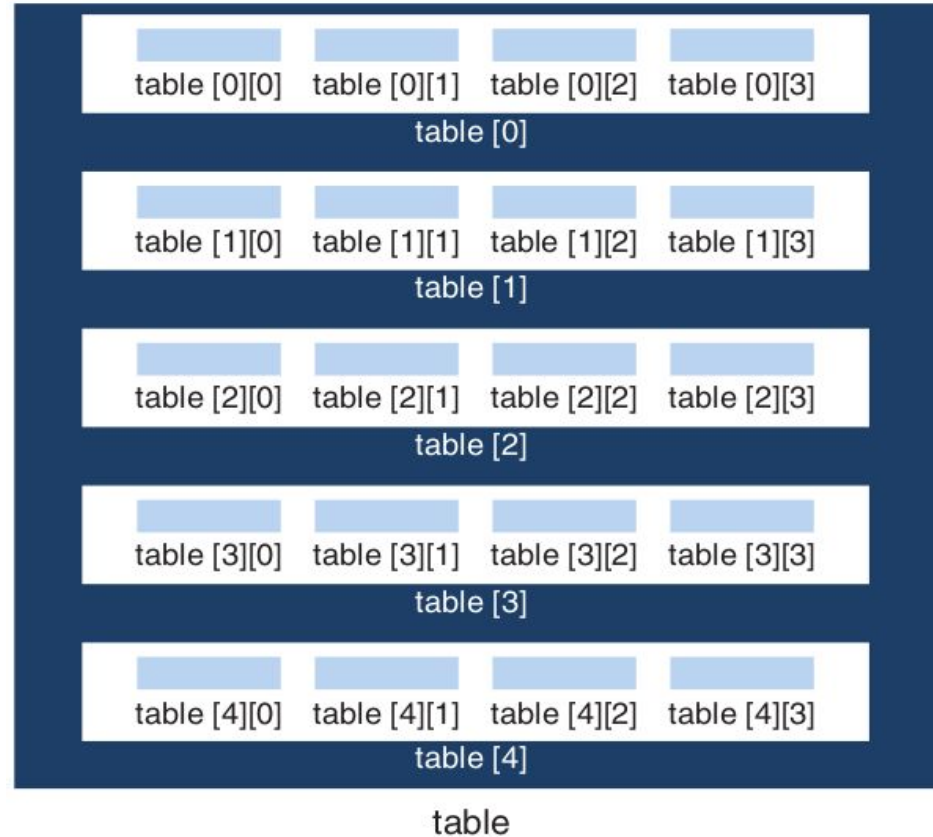 table [0][0] table [0][1] table [0][2] table [0][3]
table [0]
table [1][0] table [1][1] table [1][2] table [1][3]
table [1]
table [2][0] table [2][1] table [2][2] table [2][3]
table [2]
table [3][0] table [3][1] table [3][2] table [3][3]
table [3]
table [4][0] table [4][1] table [4][2] table [4][3]
table [4]
table